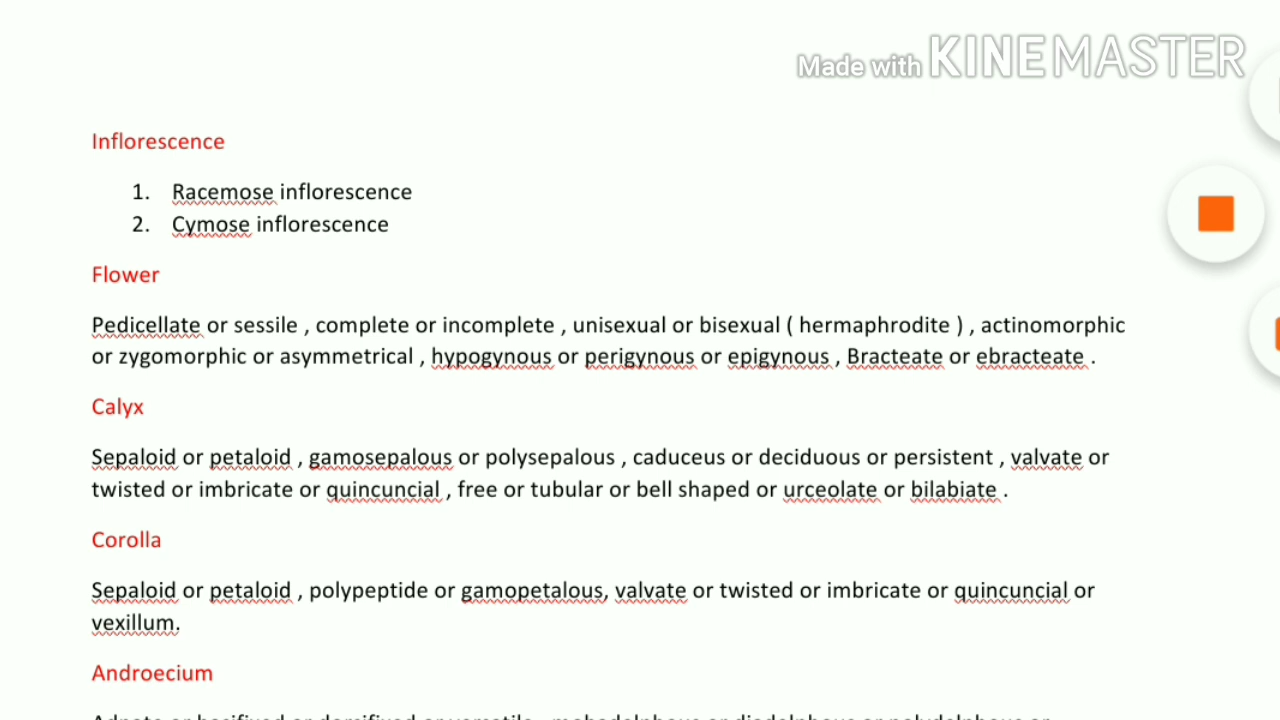 Made with KINEMASTER
Inflorescence
1. Racemose inflorescence
2. Cymose inflorescence
Flower
Pedicellate or sessile , complete or incomplete , unisexual or bisexual ( hermaphrodite ) , actinomorphic
or zygomorphic or asymmetrical , hypogynous or perigynous or epigynous , Bracteate or ebracteate .
Calyx
Sepaloid or petaloid , gamosepalous or polysepalous , caduceus or deciduous or persistent , valvate or
twisted or imbricate or quincuncial , free or tubular or bell shaped or urceolate or bilabiate .
Corolla
Sepaloid or petaloid , polypeptide or gamopetalous, valvate or twisted or imbricate or quincuncial or
vexillum.
Androecium